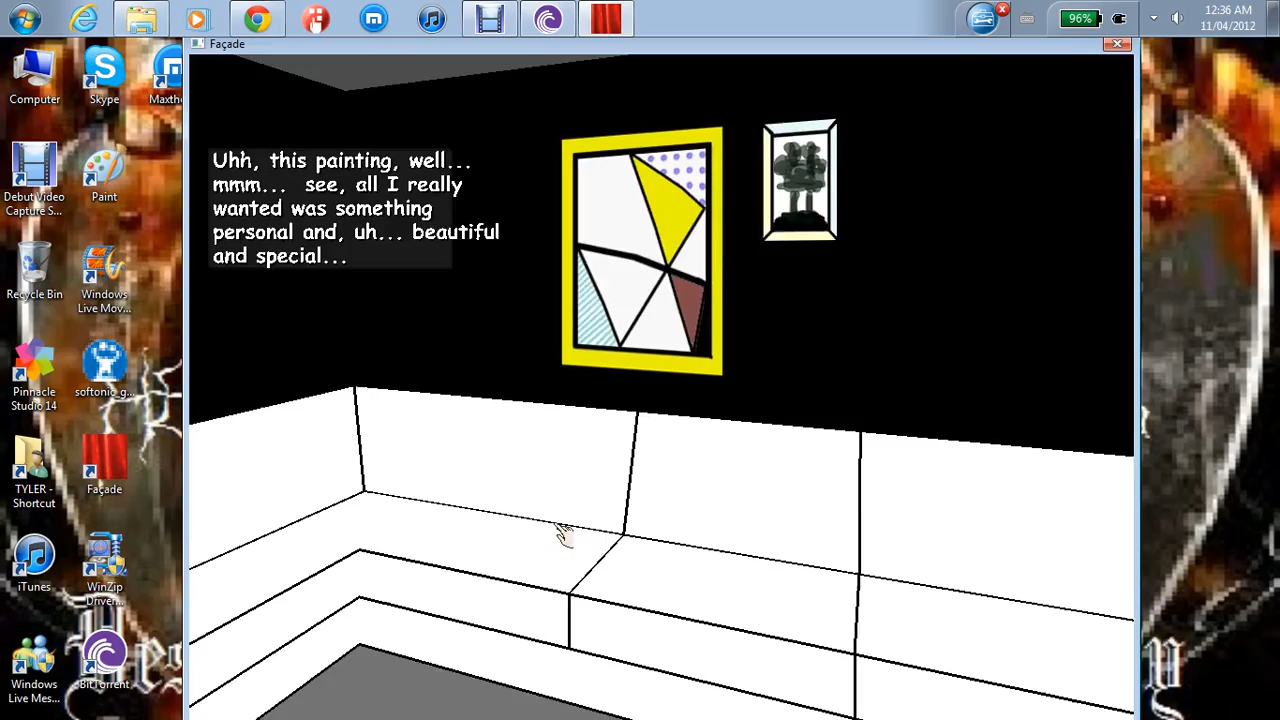 96%
12:36 AM
11/04/2012
Façade
Computer
Skype
Maxth
Debut Video
Capture S...
Paint
Recycle Bin
Windows
Live Mov...
Pinnacle
Studio 14
softonic_g...
TYLER -
Shortcut
Façade
iTunes
WinZip
Driver...
Windows
Live Mes...
BitTorrent
Uhh, this painting, well...
mmm... see, all I really
wanted was something
personal and, uh... beautiful
and special...